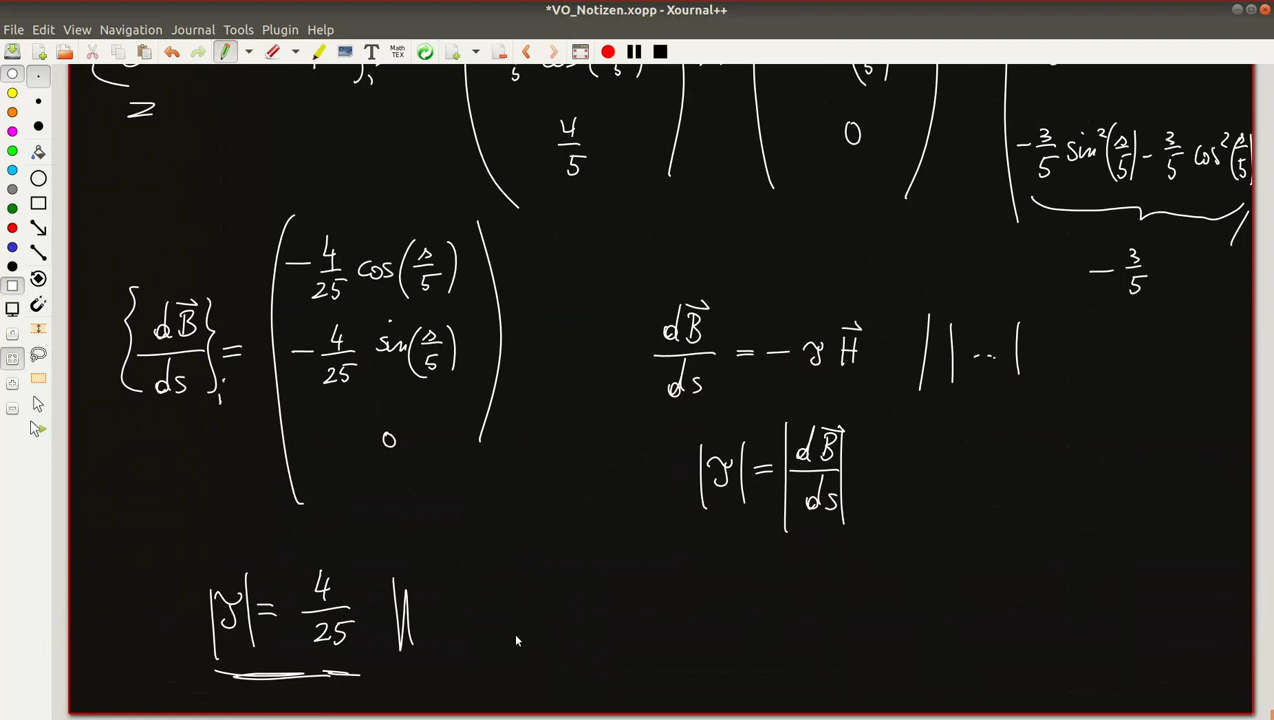 *VO_Notizen.xopp - Xournal++
File Edit View Navigation Journal Tools Plugin Help
Math TEX
z
4/5
0
-3/5 sin²(s/5) - 3/5 cos²(s/5)
-3/5
{dB⃗/ds}ᵢ =
-4/25 cos(s/5)
-4/25 sin(s/5)
0
dB⃗/ds = - τ H⃗ | |...|
|τ| = |dB⃗/ds|
|τ| = 4/25